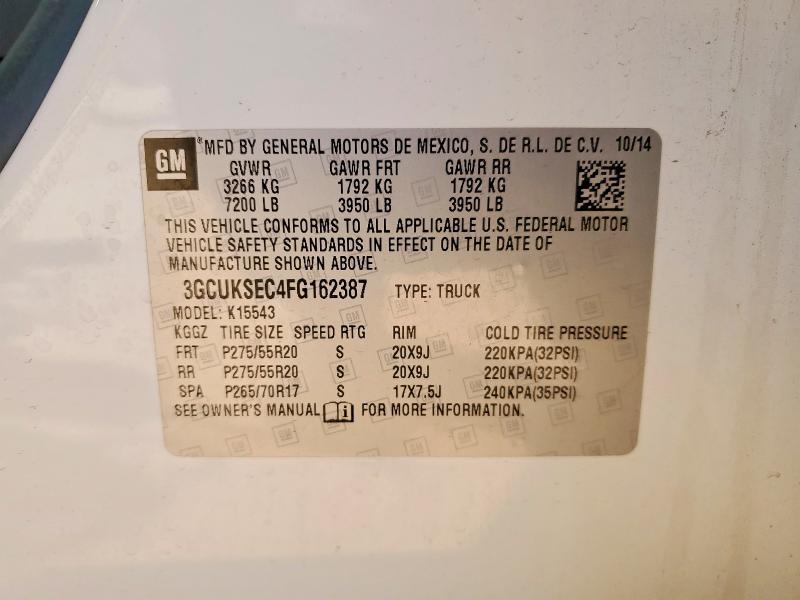 GM ® MFD BY GENERAL MOTORS DE MEXICO, S. DE R.L. DE C.V. 10/14
GVWR GAWR FRT GAWR RR
3266 KG 1792 KG 1792 KG
7200 LB 3950 LB 3950 LB
THIS VEHICLE CONFORMS TO ALL APPLICABLE U.S. FEDERAL MOTOR
VEHICLE SAFETY STANDARDS IN EFFECT ON THE DATE OF
MANUFACTURE SHOWN ABOVE.
3GCUKSEC4FG162387 TYPE: TRUCK
MODEL: K15543
KGGZ TIRE SIZE SPEED RTG RIM COLD TIRE PRESSURE
FRT P275/55R20 S 20X9J 220KPA(32PSI)
RR P275/55R20 S 20X9J 220KPA(32PSI)
SPA P265/70R17 S 17X7.5J 240KPA(35PSI)
SEE OWNER'S MANUAL i FOR MORE INFORMATION.